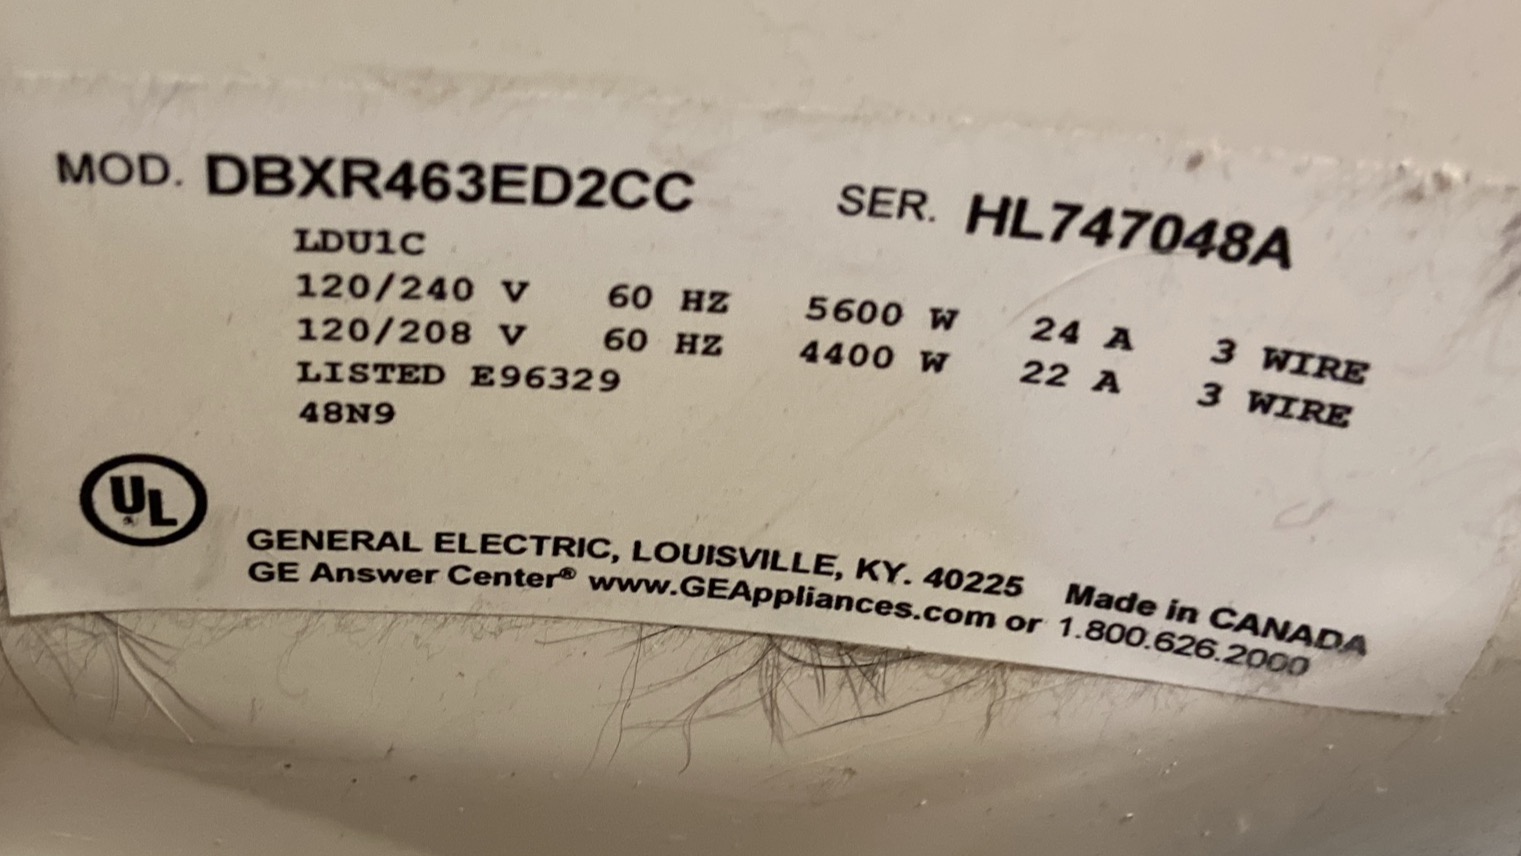 MOD. DBXR463ED2CC SER. HL747048A
LDU1C
120/240 V 60 HZ 5600 W 24 A 3 WIRE
120/208 V 60 HZ 4400 W 22 A 3 WIRE
LISTED E96329
48N9
UL
GENERAL ELECTRIC, LOUISVILLE, KY. 40225 Made in CANADA
GE Answer Center® www.GEAppliances.com or 1.800.626.2000